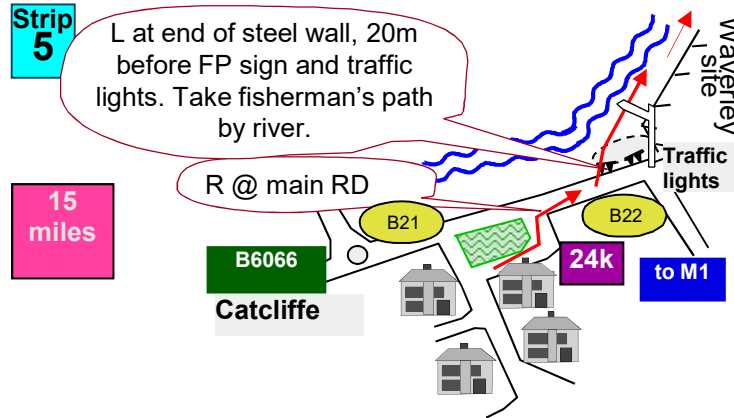 Strip
5
L at end of steel wall, 20m
before FP sign and traffic
lights. Take fisherman's path
by river.
Waverley
site
Traffic
lights
R @ main RD
15
miles
B21
B22
B6066
24k
to M1
Catcliffe